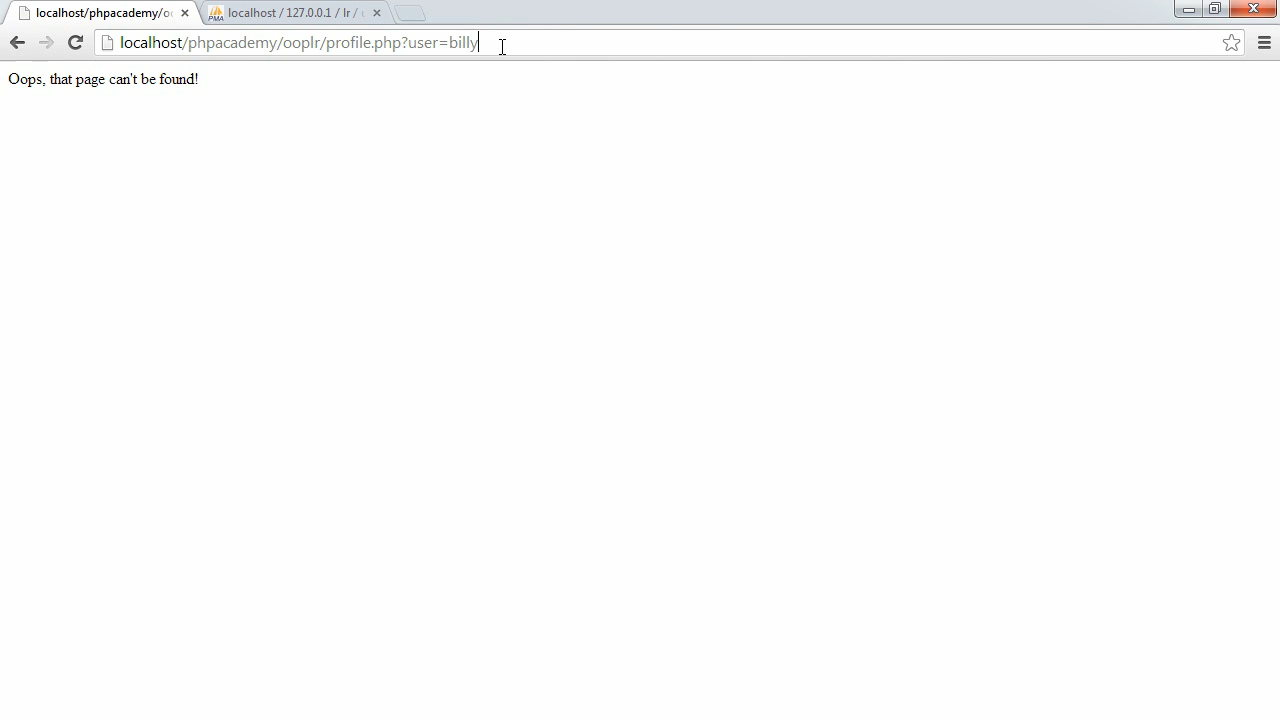 localhost/phpacademy/oo
localhost / 127.0.0.1 / lr /
localhost/phpacademy/ooplr/profile.php?user=billy
Oops, that page can't be found!